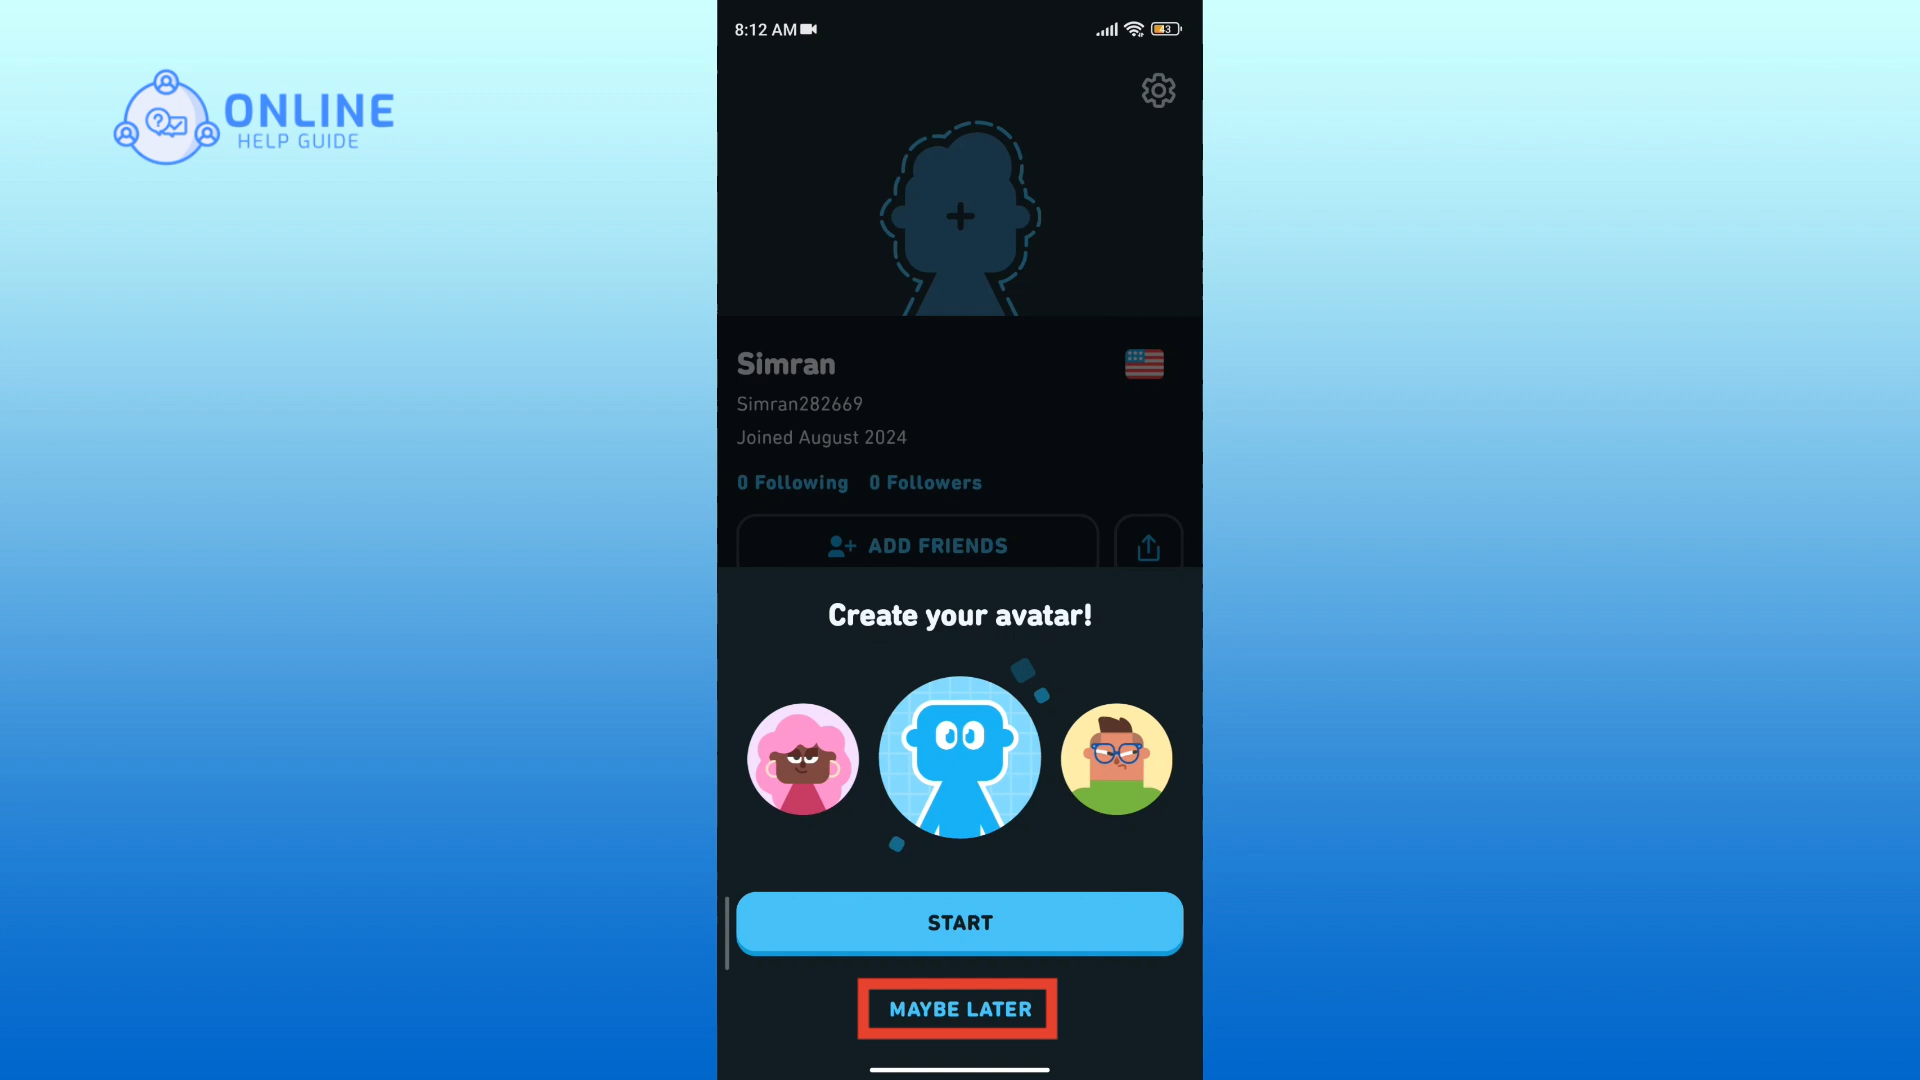 ONLINE
HELP GUIDE
8:12 AM
43
Simran
Simran282669
Joined August 2024
0 Following 0 Followers
ADD FRIENDS
Create your avatar!
START
MAYBE LATER